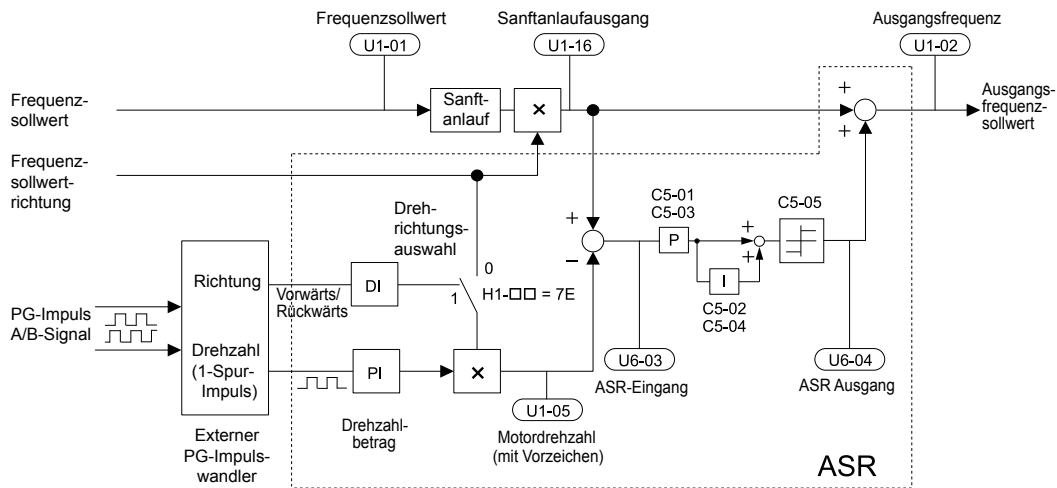 Frequenzsollwert
U1-01
Sanftanlaufausgang
U1-16
Ausgangsfrequenz
U1-02
Frequenz-
sollwert
Sanft-
anlauf
×
+
+
Ausgangs-
frequenz-
sollwert
Frequenz-
sollwert-
richtung
Dreh-
richtungs-
auswahl
0
1
H1-□□ = 7E
+
−
C5-01
C5-03
P
+
+
I
C5-02
C5-04
C5-05
PG-Impuls
A/B-Signal
Richtung
Drehzahl
(1-Spur-
Impuls)
Externer
PG-Impuls-
wandler
Vorwärts/
Rückwärts
DI
PI
Drehzahl-
betrag
×
U1-05
Motordrehzahl
(mit Vorzeichen)
U6-03
ASR-Eingang
U6-04
ASR Ausgang
ASR